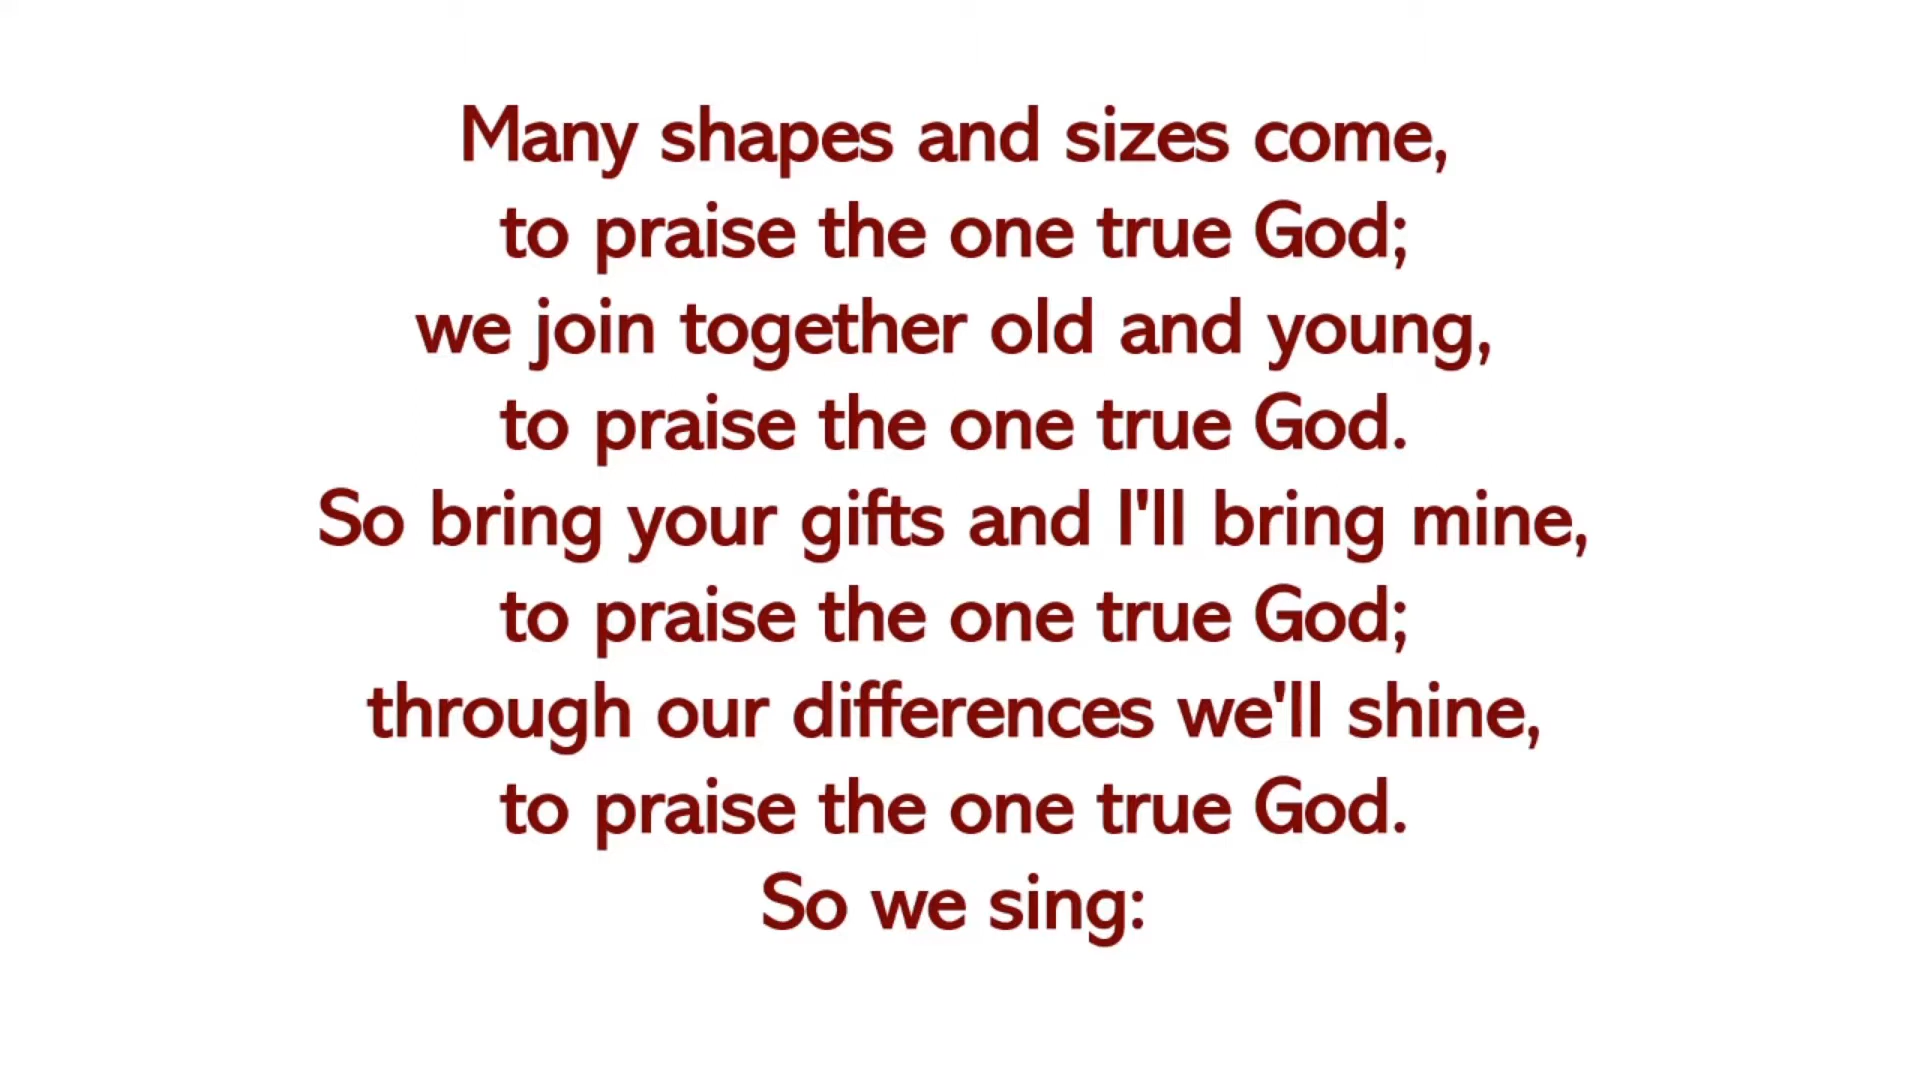 Many shapes and sizes come,
to praise the one true God;
we join together old and young,
to praise the one true God.
So bring your gifts and I'll bring mine,
to praise the one true God;
through our differences we'll shine,
to praise the one true God.
So we sing: